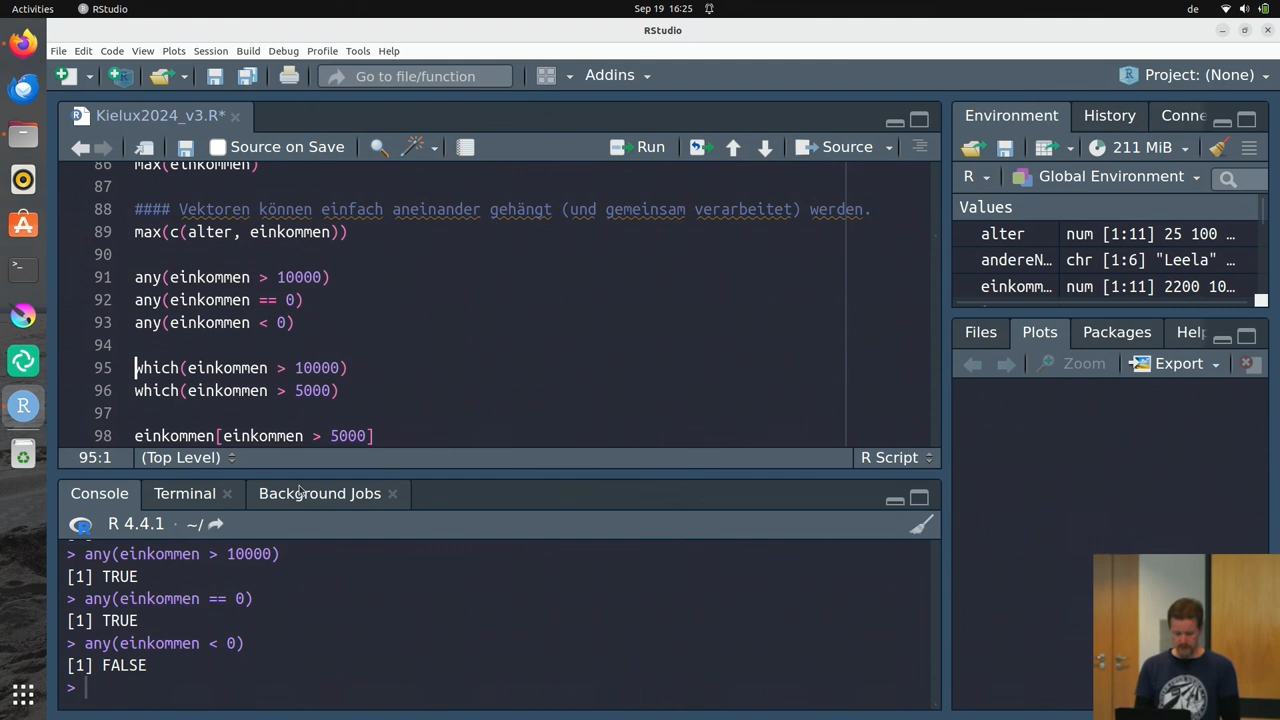 Activities RStudio Sep 19 16:25 de
RStudio
File Edit Code View Plots Session Build Debug Profile Tools Help
Go to file/function Addins Project: (None)
Kielux2024_v3.R*
Source on Save Run Source
86 max(einkommen)
87
88 #### Vektoren können einfach aneinander gehängt (und gemeinsam verarbeitet) werden.
89 max(c(alter, einkommen))
90
91 any(einkommen > 10000)
92 any(einkommen == 0)
93 any(einkommen < 0)
94
95 which(einkommen > 10000)
96 which(einkommen > 5000)
97
98 einkommen[einkommen > 5000]
95:1 (Top Level) R Script
Console Terminal Background Jobs
R 4.4.1 · ~/
> any(einkommen > 10000)
[1] TRUE
> any(einkommen == 0)
[1] TRUE
> any(einkommen < 0)
[1] FALSE
>
Environment History Conne
211 MiB
R Global Environment
Values
alter num [1:11] 25 100 …
andereN… chr [1:6] "Leela" …
einkomm… num [1:11] 2200 10…
Files Plots Packages Help
Zoom Export